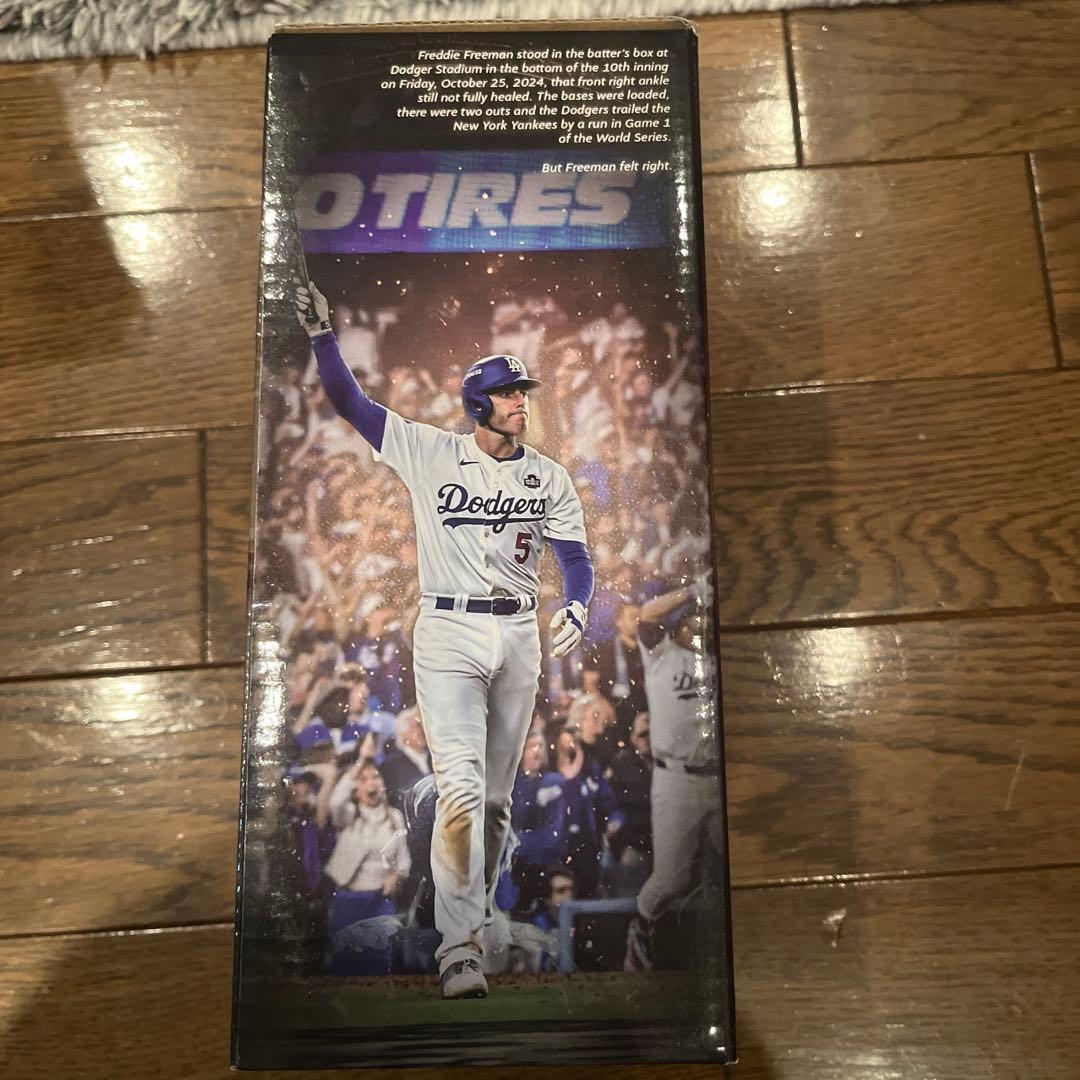 Freddie Freeman stood in the batter's box at
Dodger Stadium in the bottom of the 10th inning
on Friday, October 25, 2024, that front right ankle
still not fully healed. The bases were loaded,
there were two outs and the Dodgers trailed the
New York Yankees by a run in Game 1
of the World Series.
But Freeman felt right.
O TIRES
LA
Dodgers
5